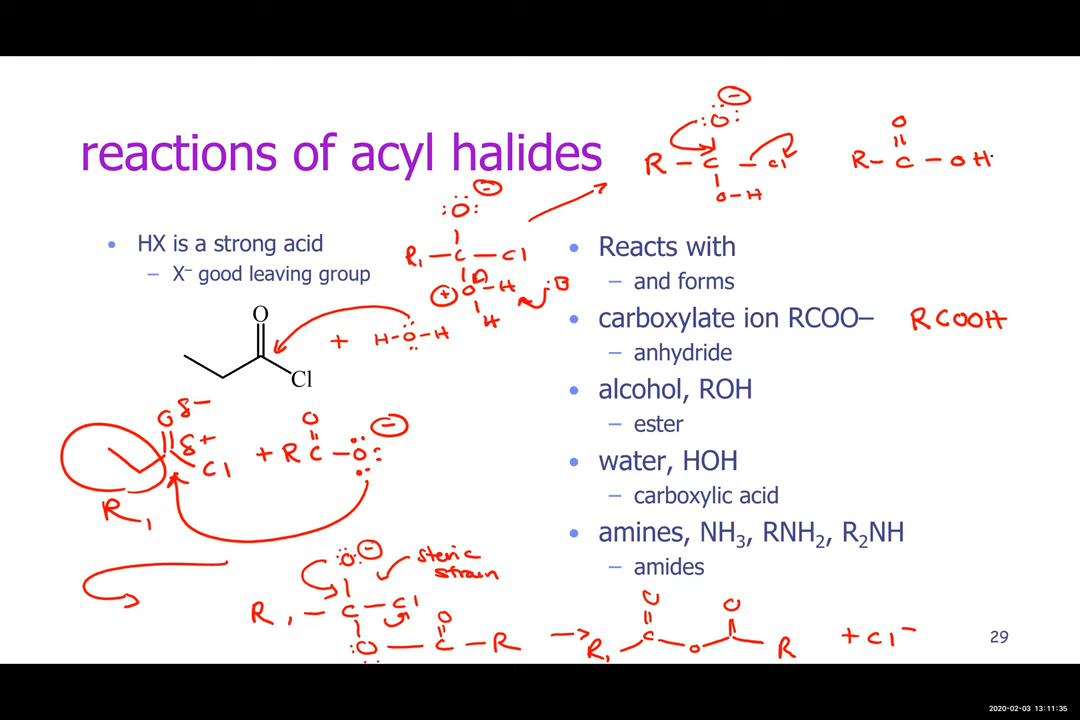 reactions of acyl halides
• HX is a strong acid
– X⁻ good leaving group
O
Cl
+ H-O-H
R₁ – C – Cl
:O:
⊖
⊕ O – H
H
:B
:O:
⊖
R – C – Cl
O-H
O
R – C – OH
• Reacts with
– and forms
• carboxylate ion RCOO–
RCOOH
– anhydride
• alcohol, ROH
– ester
• water, HOH
– carboxylic acid
• amines, NH₃, RNH₂, R₂NH
– amides
O δ–
δ+
Cl
R₁
O
+ R C – O:
⊖
:O:
⊖
steric
strain
R₁ – C – Cl
O
:O – C – R
→
O
O
R₁
C
O
R
+ Cl⁻
29
2020-02-03 13:11:35